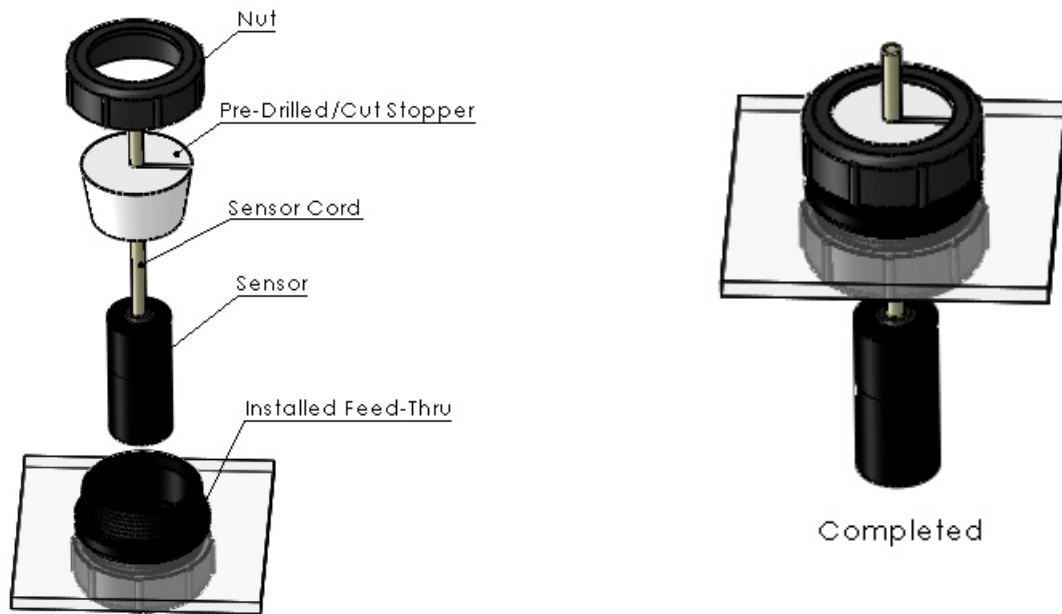 Nut
Pre-Drilled/Cut Stopper
Sensor Cord
Sensor
Installed Feed-Thru
Completed